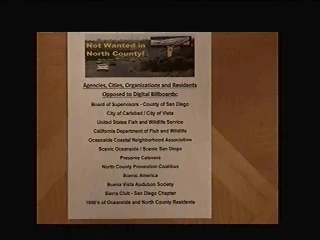 Not Wanted in
North County!
Agencies, Cities, Organizations and Residents
Opposed to Digital Billboards:
Board of Supervisors - County of San Diego
City of Carlsbad / City of Vista
United States Fish and Wildlife Service
California Department of Fish and Wildlife
Oceanside Coastal Neighborhood Association
Scenic Oceanside / Scenic San Diego
Preserve Calavera
North County Prevention Coalition
Scenic America
Buena Vista Audubon Society
Sierra Club - San Diego Chapter
1000's of Oceanside and North County Residents